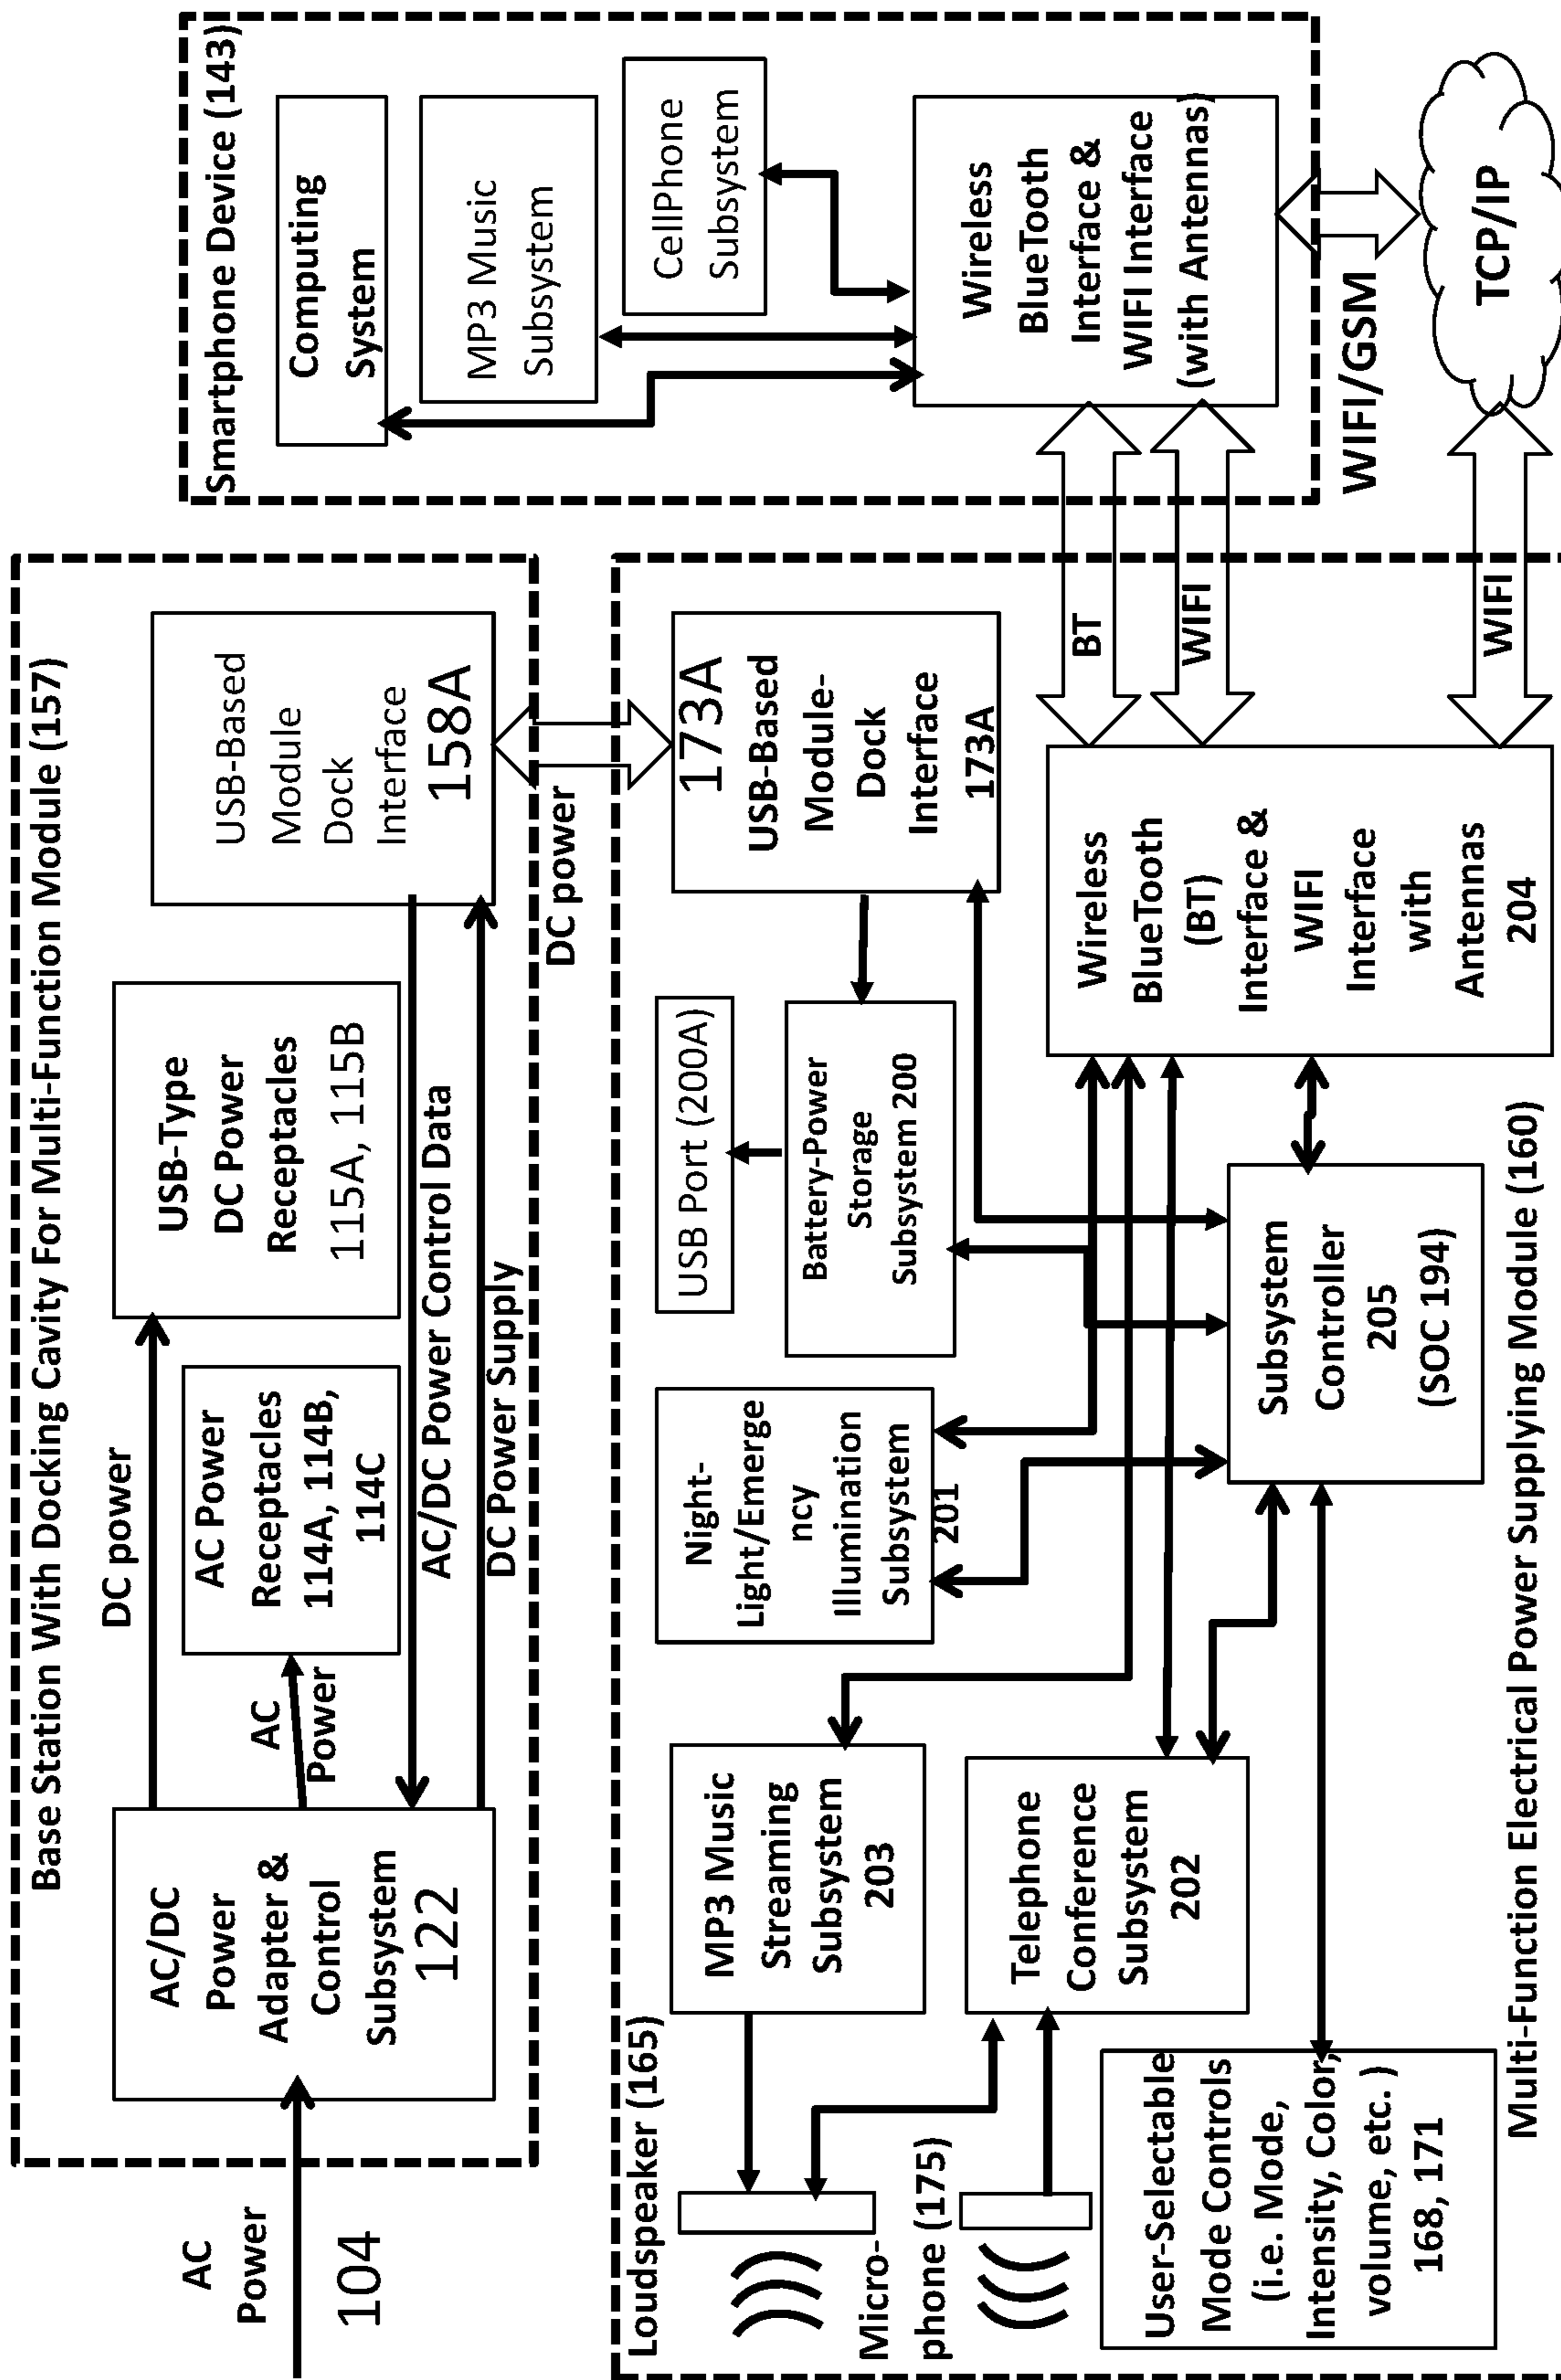 Base Station With Docking Cavity For Multi-Function Module (157)
AC
Power
104
AC/DC
Power
Adapter &
Control
Subsystem
122
DC power
AC
Power
AC Power
Receptacles
114A, 114B,
114C
USB-Type
DC Power
Receptacles
115A, 115B
AC/DC Power Control Data
DC Power Supply
USB-Based
Module
Dock
Interface
158A
DC power
Smartphone Device (143)
Computing
System
MP3 Music
Subsystem
CellPhone
Subsystem
Wireless
BlueTooth
Interface &
WIFI Interface
(with Antennas)
WIFI/GSM
TCP/IP
Loudspeaker (165)
Micro-
phone (175)
MP3 Music
Streaming
Subsystem
203
Telephone
Conference
Subsystem
202
User-Selectable
Mode Controls
(i.e. Mode,
Intensity, Color,
volume, etc. )
168, 171
Night-
Light/Emerge
ncy
Illumination
Subsystem
201
USB Port (200A)
Battery-Power
Storage
Subsystem 200
173A
USB-Based
Module-
Dock
Interface
173A
Subsystem
Controller
205
(SOC 194)
Wireless
BlueTooth
(BT)
Interface &
WIFI
Interface
with
Antennas
204
BT
WIFI
WIFI
Multi-Function Electrical Power Supplying Module (160)